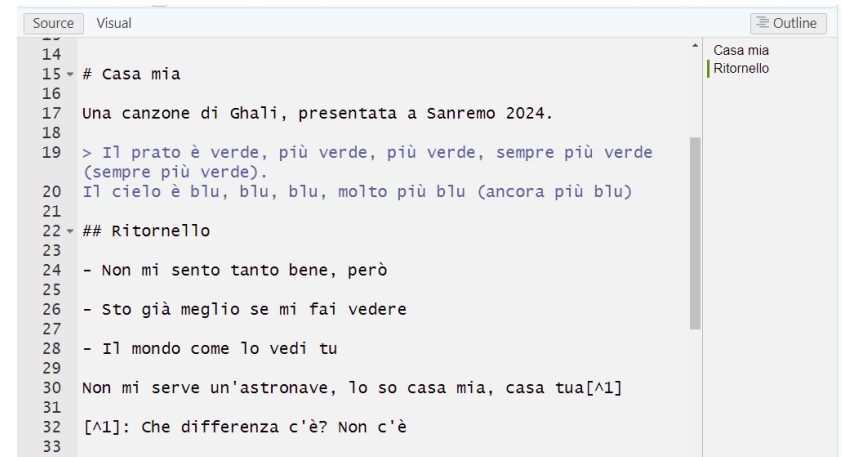 Source Visual Outline
14
15 # Casa mia
16
17 Una canzone di Ghali, presentata a Sanremo 2024.
18
19 > Il prato è verde, più verde, più verde, sempre più verde
(sempre più verde).
20 Il cielo è blu, blu, blu, molto più blu (ancora più blu)
21
22 ## Ritornello
23
24 - Non mi sento tanto bene, però
25
26 - Sto già meglio se mi fai vedere
27
28 - Il mondo come lo vedi tu
29
30 Non mi serve un'astronave, lo so casa mia, casa tua[^1]
31
32 [^1]: Che differenza c'è? Non c'è
33
Casa mia
Ritornello